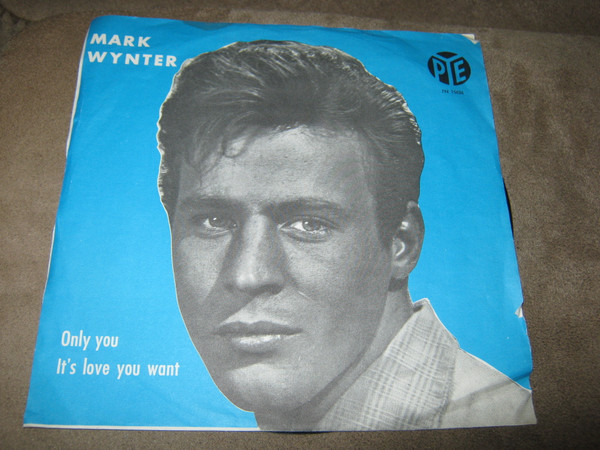 MARK
WYNTER
PYE
Only you
It's love you want